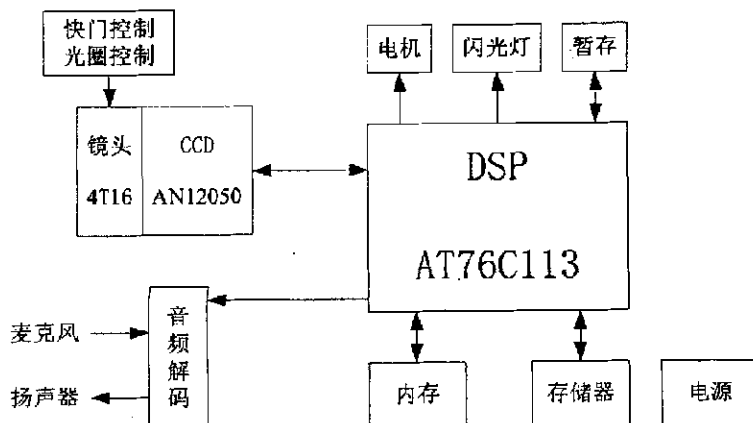 快门控制
光圈控制
电机
闪光灯
暂存
镜头
4T16
CCD
AN12050
DSP
AT76C113
麦克风
扬声器
音频解码
内存
存储器
电源